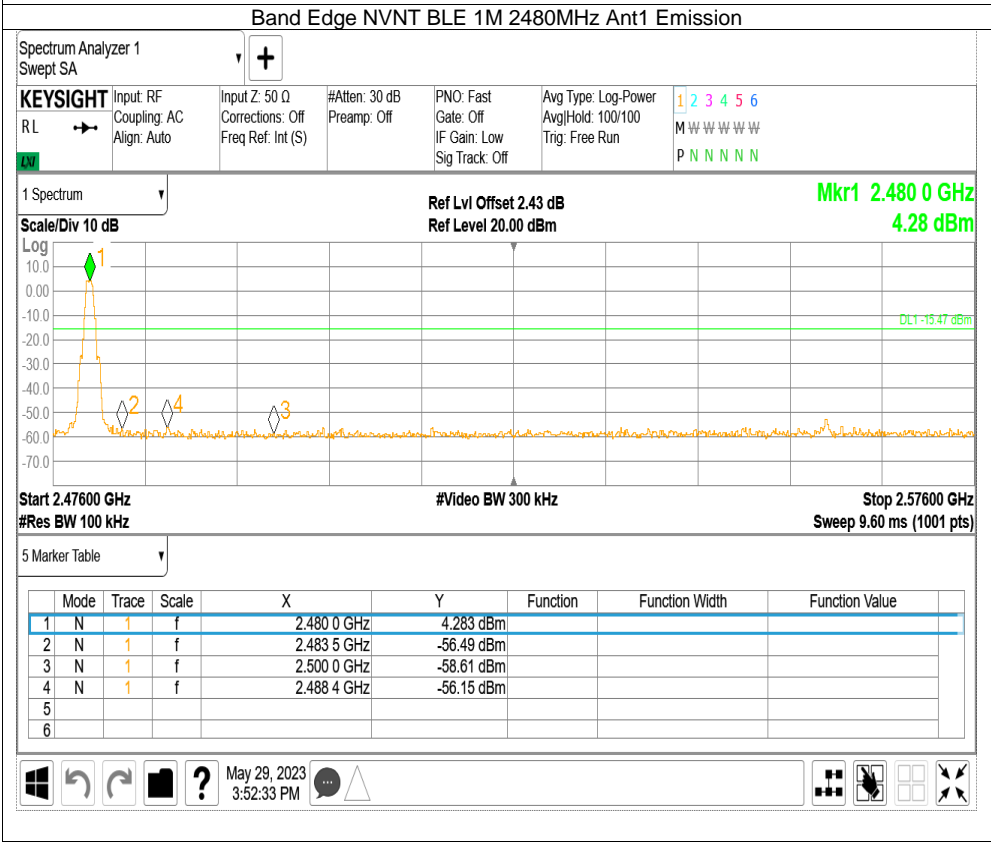 Band Edge NVNT BLE 1M 2480MHz Ant1 Emission
Spectrum Analyzer 1
Swept SA
+
KEYSIGHT
RL
LXI
Input: RF
Coupling: AC
Align: Auto
Input Z: 50 Ω
Corrections: Off
Freq Ref: Int (S)
#Atten: 30 dB
Preamp: Off
PNO: Fast
Gate: Off
IF Gain: Low
Sig Track: Off
Avg Type: Log-Power
Avg|Hold: 100/100
Trig: Free Run
1 2 3 4 5 6
M W W W W W
P N N N N N
1 Spectrum
Scale/Div 10 dB
Ref Lvl Offset 2.43 dB
Ref Level 20.00 dBm
Mkr1 2.480 0 GHz
4.28 dBm
Log
10.0
0.00
-10.0
-20.0
-30.0
-40.0
-50.0
-60.0
-70.0
1
2
4
3
DL1 -15.47 dBm
Start 2.47600 GHz
#Video BW 300 kHz
Stop 2.57600 GHz
#Res BW 100 kHz
Sweep 9.60 ms (1001 pts)
5 Marker Table
Mode Trace Scale X Y Function Function Width Function Value
1 N 1 f 2.480 0 GHz 4.283 dBm
2 N 1 f 2.483 5 GHz -56.49 dBm
3 N 1 f 2.500 0 GHz -58.61 dBm
4 N 1 f 2.488 4 GHz -56.15 dBm
5
6
?
May 29, 2023
3:52:33 PM